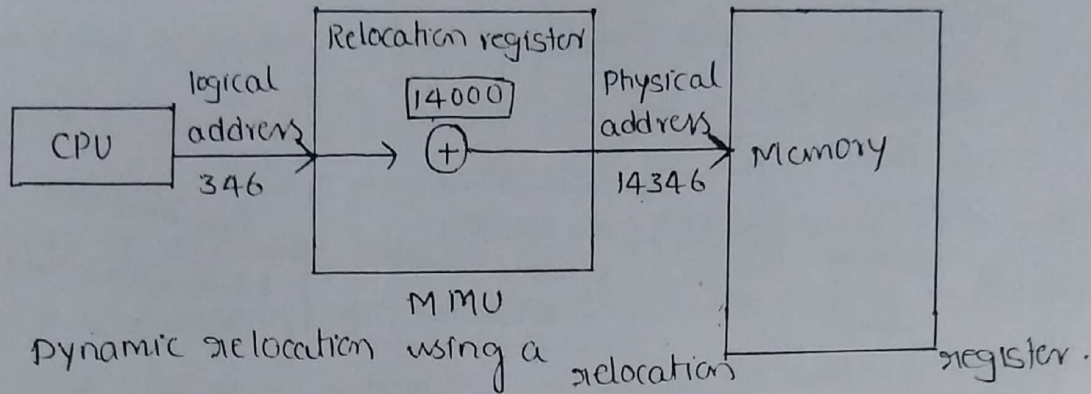 Relocation register
14000
logical
address
346
CPU
+
Physical
address
14346
Memory
MMU
Dynamic relocation using a relocation register.